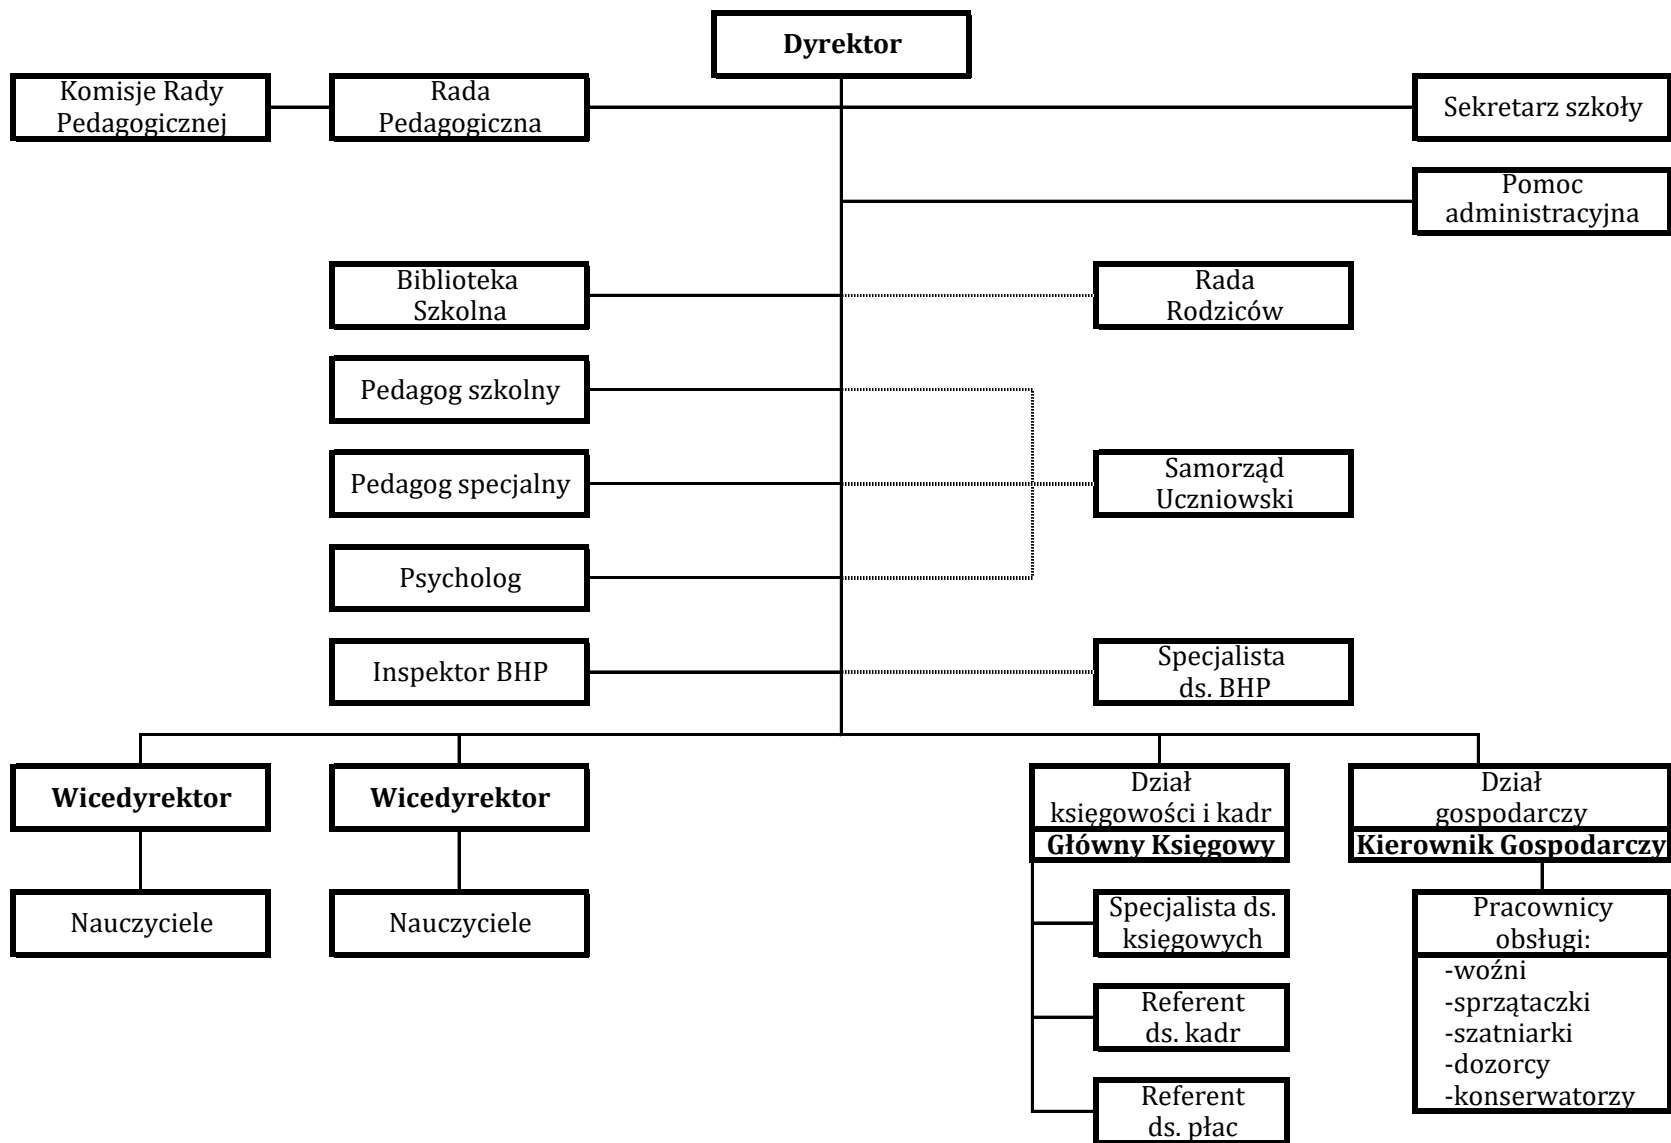 Dyrektor
Komisje Rady
Pedagogicznej
Rada
Pedagogiczna
Sekretarz szkoły
Pomoc
administracyjna
Biblioteka
Szkolna
Rada
Rodziców
Pedagog szkolny
Pedagog specjalny
Samorząd
Uczniowski
Psycholog
Inspektor BHP
Specjalista
ds. BHP
Wicedyrektor
Wicedyrektor
Dział
księgowości i kadr
Główny Księgowy
Dział
gospodarczy
Kierownik Gospodarczy
Nauczyciele
Nauczyciele
Specjalista ds.
księgowych
Referent
ds. kadr
Referent
ds. płac
Pracownicy
obsługi:
-woźni
-sprzątaczki
-szatniarki
-dozorcy
-konserwatorzy